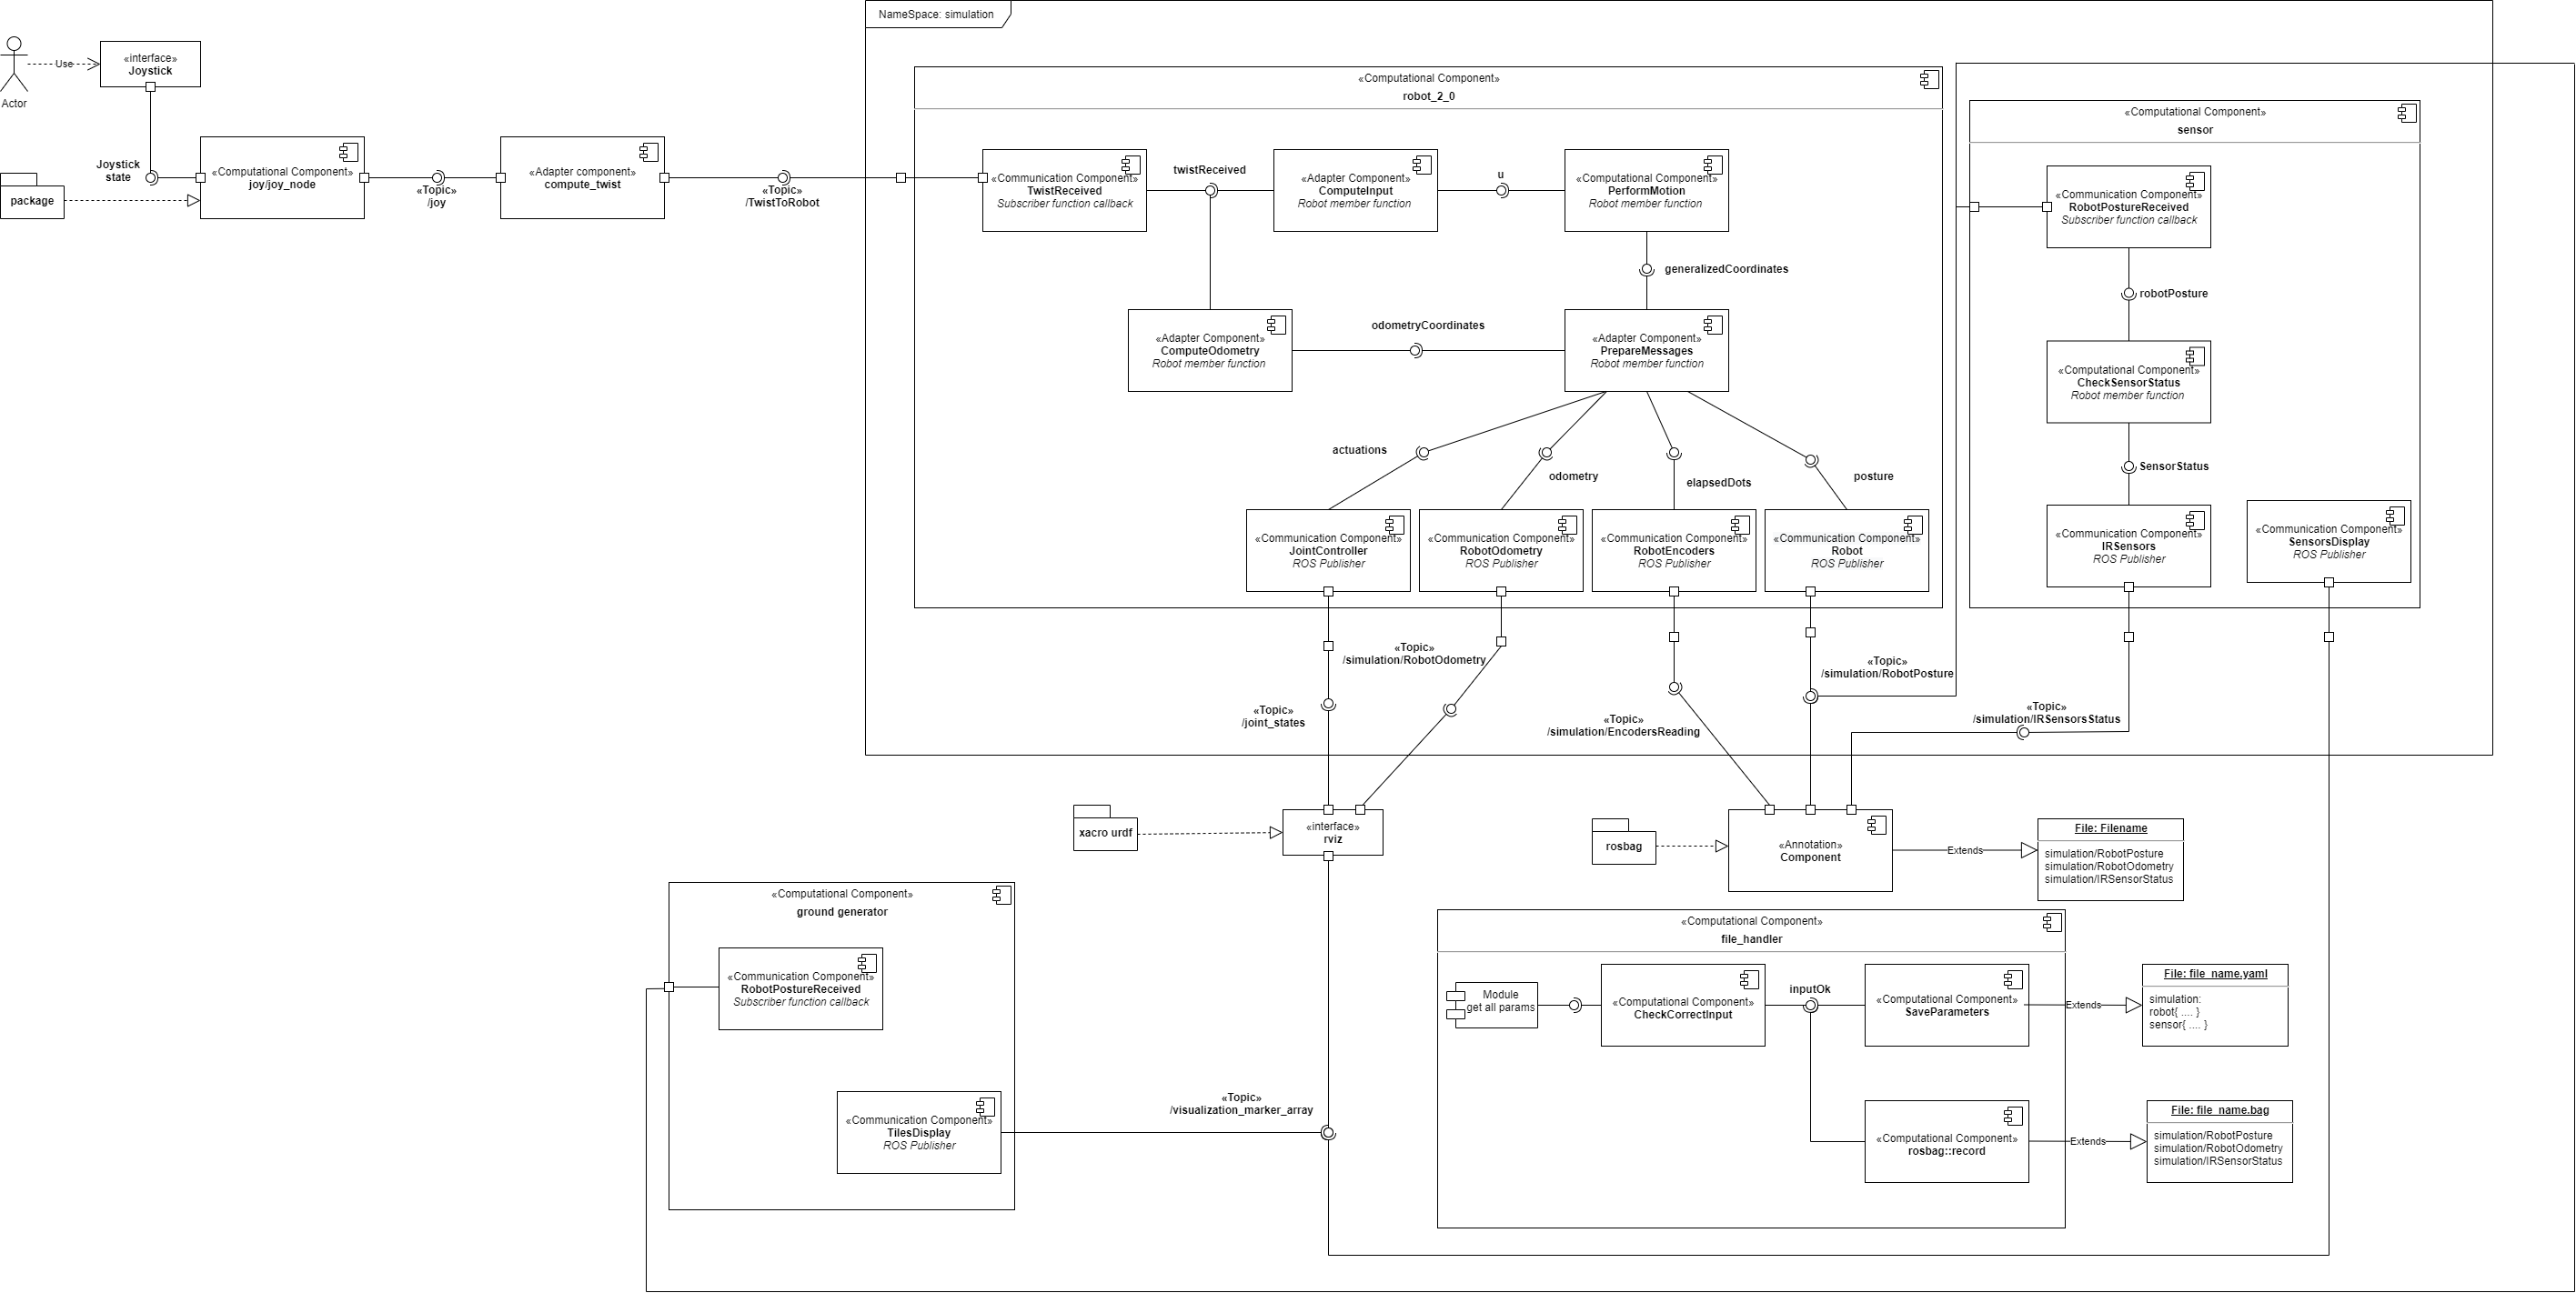 NameSpace: simulation
Actor
Use
«interface»
Joystick
Joystick
state
package
«Computational Component»
joy/joy_node
«Topic»
/joy
«Adapter component»
compute_twist
«Topic»
/TwistToRobot
«Computational Component»
robot_2_0
«Communication Component»
TwistReceived
Subscriber function callback
twistReceived
«Adapter Component»
ComputeInput
Robot member function
u
«Computational Component»
PerformMotion
Robot member function
generalizedCoordinates
«Adapter Component»
ComputeOdometry
Robot member function
odometryCoordinates
«Adapter Component»
PrepareMessages
Robot member function
actuations
odometry
elapsedDots
posture
«Communication Component»
JointController
ROS Publisher
«Communication Component»
RobotOdometry
ROS Publisher
«Communication Component»
RobotEncoders
ROS Publisher
«Communication Component»
Robot
ROS Publisher
«Computational Component»
sensor
«Communication Component»
RobotPostureReceived
Subscriber function callback
robotPosture
«Computational Component»
CheckSensorStatus
Robot member function
SensorStatus
«Communication Component»
IRSensors
ROS Publisher
«Communication Component»
SensorsDisplay
ROS Publisher
«Topic»
/joint_states
«Topic»
/simulation/RobotOdometry
«Topic»
/simulation/EncodersReading
«Topic»
/simulation/RobotPosture
«Topic»
/simulation/IRSensorsStatus
xacro urdf
«interface»
rviz
rosbag
«Annotation»
Component
Extends
File: Filename
simulation/RobotPosture
simulation/RobotOdometry
simulation/IRSensorStatus
«Computational Component»
ground generator
«Communication Component»
RobotPostureReceived
Subscriber function callback
«Communication Component»
TilesDisplay
ROS Publisher
«Topic»
/visualization_marker_array
«Computational Component»
file_handler
Module
get all params
«Computational Component»
CheckCorrectInput
inputOk
«Computational Component»
SaveParameters
Extends
File: file_name.yaml
simulation:
robot{ .... }
sensor{ .... }
«Computational Component»
rosbag::record
Extends
File: file_name.bag
simulation/RobotPosture
simulation/RobotOdometry
simulation/IRSensorStatus